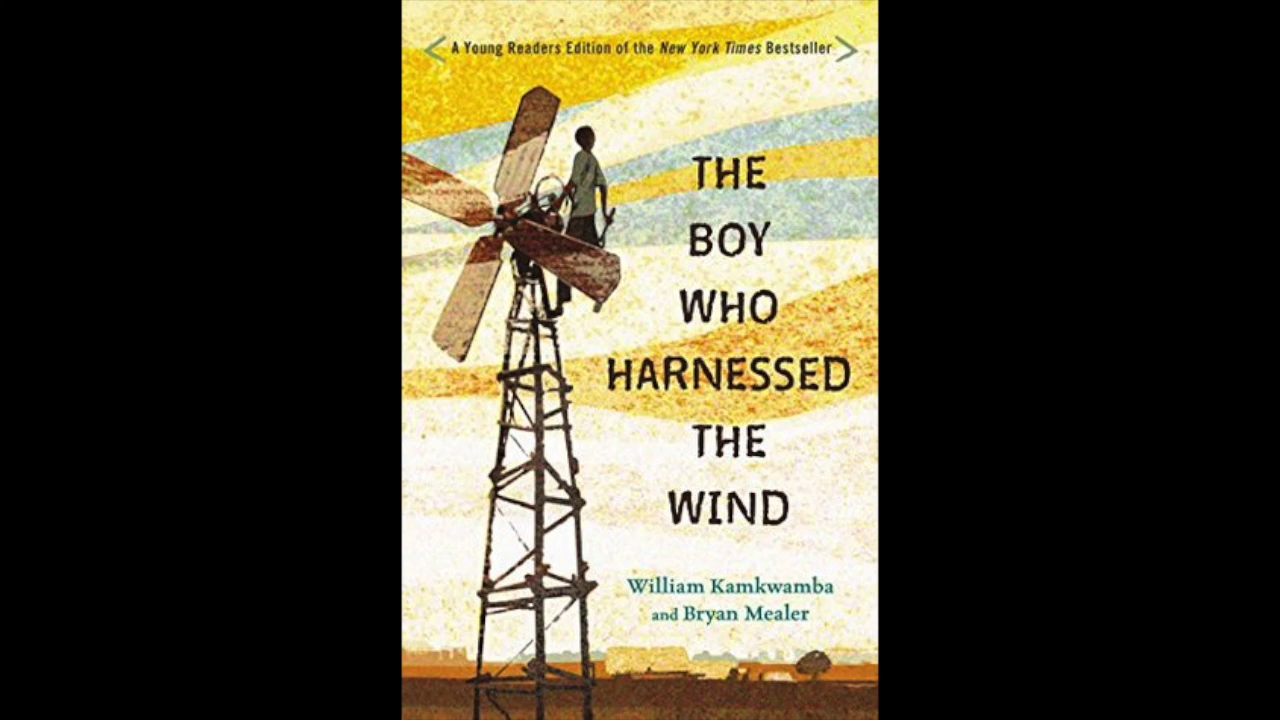 A Young Readers Edition of the New York Times Bestseller
THE
BOY
WHO
HARNESSED
THE
WIND
William Kamkwamba
and Bryan Mealer